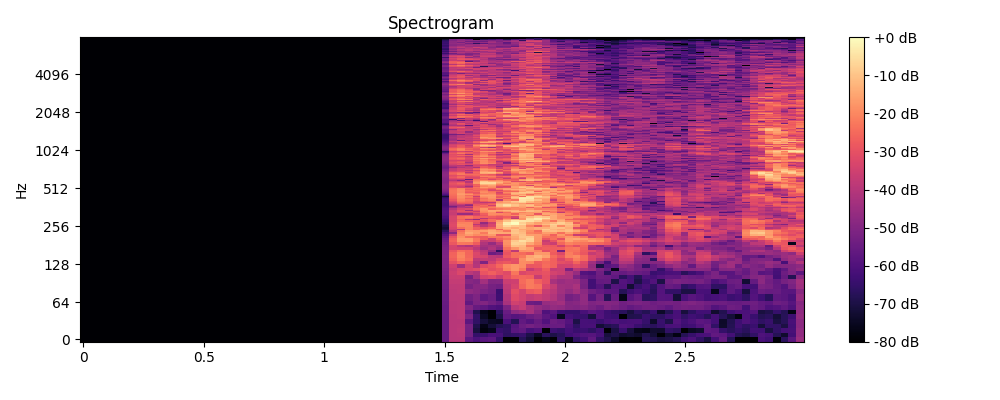 Spectrogram
+0 dB
4096
-10 dB
2048
-20 dB
1024
-30 dB
Hz
512
-40 dB
256
-50 dB
128
-60 dB
64
-70 dB
0
-80 dB
0 0.5 1 1.5 2 2.5
Time